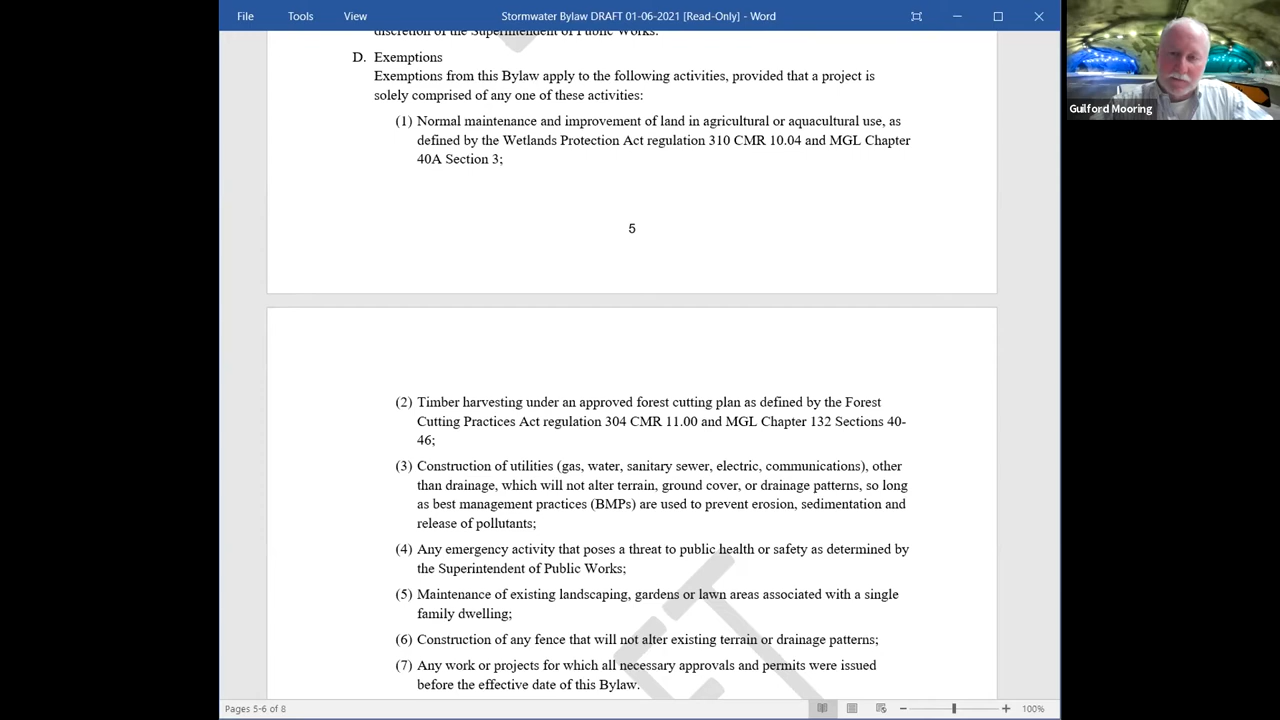 File Tools View Stormwater Bylaw DRAFT 01-06-2021 [Read-Only] - Word
discretion of the Superintendent of Public Works.
D. Exemptions
Exemptions from this Bylaw apply to the following activities, provided that a project is
solely comprised of any one of these activities:
(1) Normal maintenance and improvement of land in agricultural or aquacultural use, as
defined by the Wetlands Protection Act regulation 310 CMR 10.04 and MGL Chapter
40A Section 3;
5
(2) Timber harvesting under an approved forest cutting plan as defined by the Forest
Cutting Practices Act regulation 304 CMR 11.00 and MGL Chapter 132 Sections 40-
46;
(3) Construction of utilities (gas, water, sanitary sewer, electric, communications), other
than drainage, which will not alter terrain, ground cover, or drainage patterns, so long
as best management practices (BMPs) are used to prevent erosion, sedimentation and
release of pollutants;
(4) Any emergency activity that poses a threat to public health or safety as determined by
the Superintendent of Public Works;
(5) Maintenance of existing landscaping, gardens or lawn areas associated with a single
family dwelling;
(6) Construction of any fence that will not alter existing terrain or drainage patterns;
(7) Any work or projects for which all necessary approvals and permits were issued
before the effective date of this Bylaw.
Pages 5-6 of 8
100%
Guilford Mooring